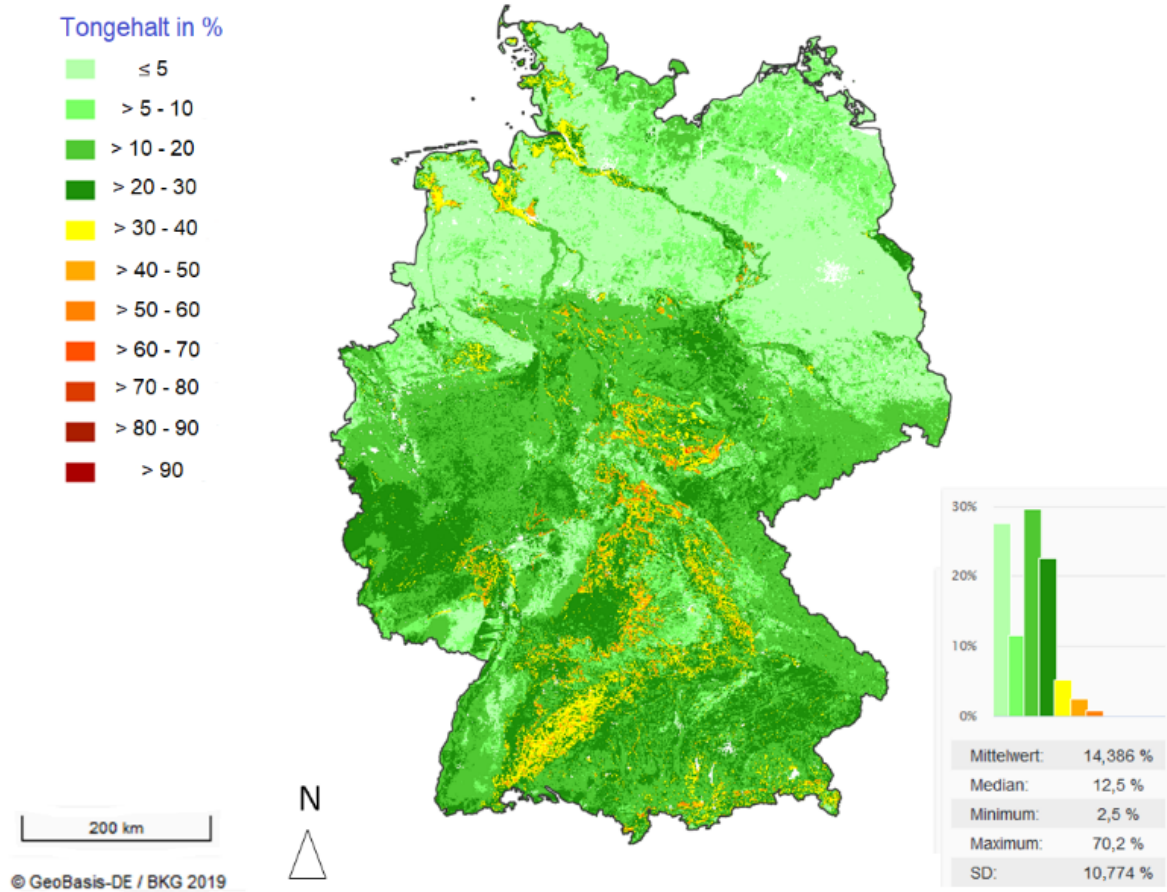 Tongehalt in %
≤ 5
> 5 - 10
> 10 - 20
> 20 - 30
> 30 - 40
> 40 - 50
> 50 - 60
> 60 - 70
> 70 - 80
> 80 - 90
> 90
30%
20%
10%
0%
Mittelwert: 14,386 %
Median: 12,5 %
Minimum: 2,5 %
Maximum: 70,2 %
SD: 10,774 %
N
200 km
© GeoBasis-DE / BKG 2019